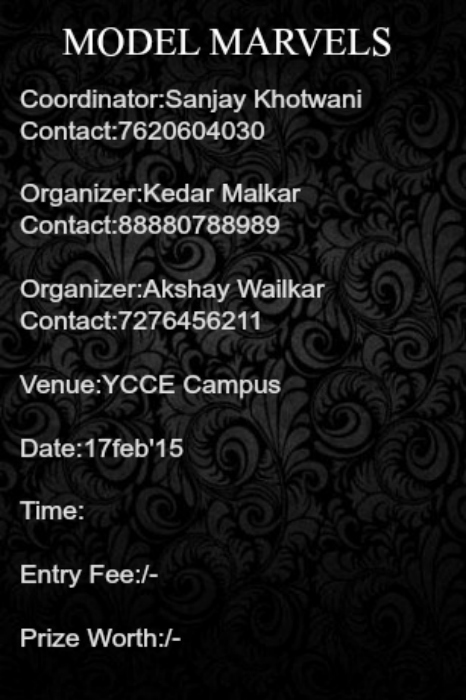 MODEL MARVELS
Coordinator:Sanjay Khotwani
Contact:7620604030
Organizer:Kedar Malkar
Contact:88880788989
Organizer:Akshay Wailkar
Contact:7276456211
Venue:YCCE Campus
Date:17feb'15
Time:
Entry Fee:/-
Prize Worth:/-